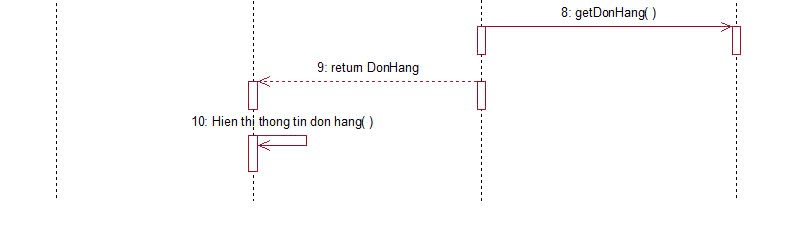 8: getDonHang( )
9: return DonHang
10: Hien thi thong tin don hang( )